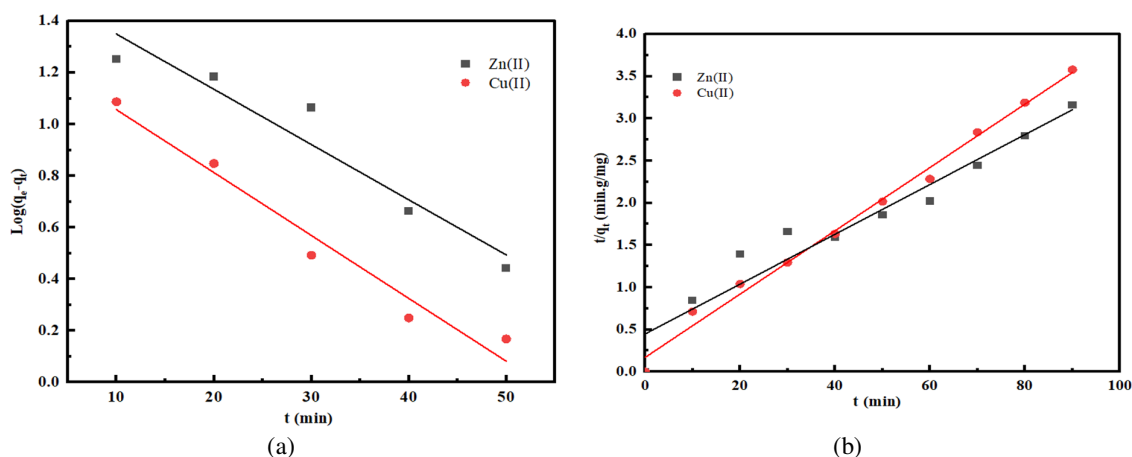 1.4
1.2
1.0
0.8
0.6
0.4
0.2
0.0
Log(qₑ-qₜ)
Zn(II)
Cu(II)
10 20 30 40 50
t (min)
(a)
4.0
3.5
3.0
2.5
2.0
1.5
1.0
0.5
0.0
t/qₜ (min.g/mg)
Zn(II)
Cu(II)
0 20 40 60 80 100
t (min)
(b)